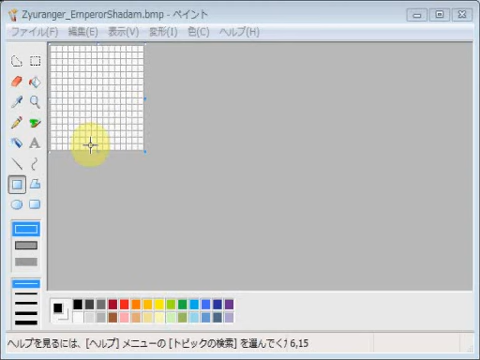 Zyuranger_EmperorShadam.bmp - ペイント
ファイル(F) 編集(E) 表示(V) 変形(I) 色(C) ヘルプ(H)
A
ヘルプを見るには、[ヘルプ] メニューの [トピックの検索] を選んでく 6,15